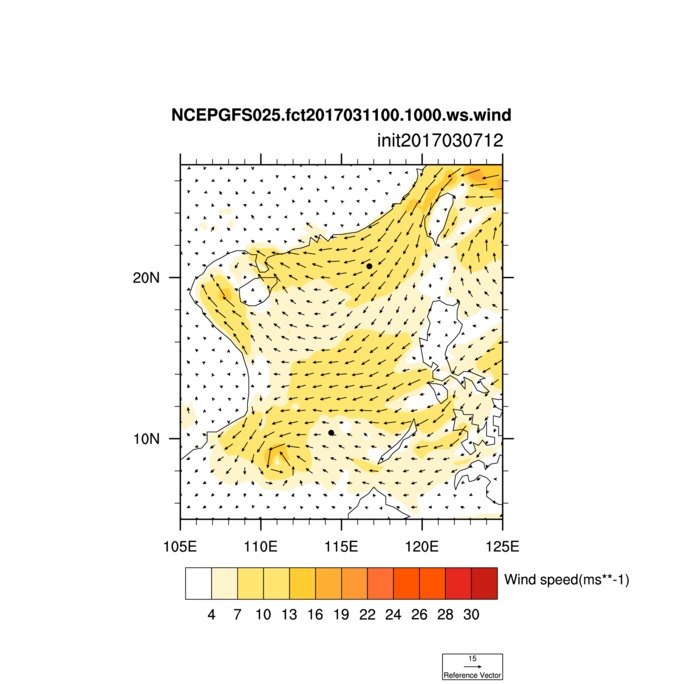 NCEPGFS025.fct2017031100.1000.ws.wind
init2017030712
20N
10N
105E 110E 115E 120E 125E
Wind speed(ms**-1)
4 7 10 13 16 19 22 24 26 28 30
15
Reference Vector